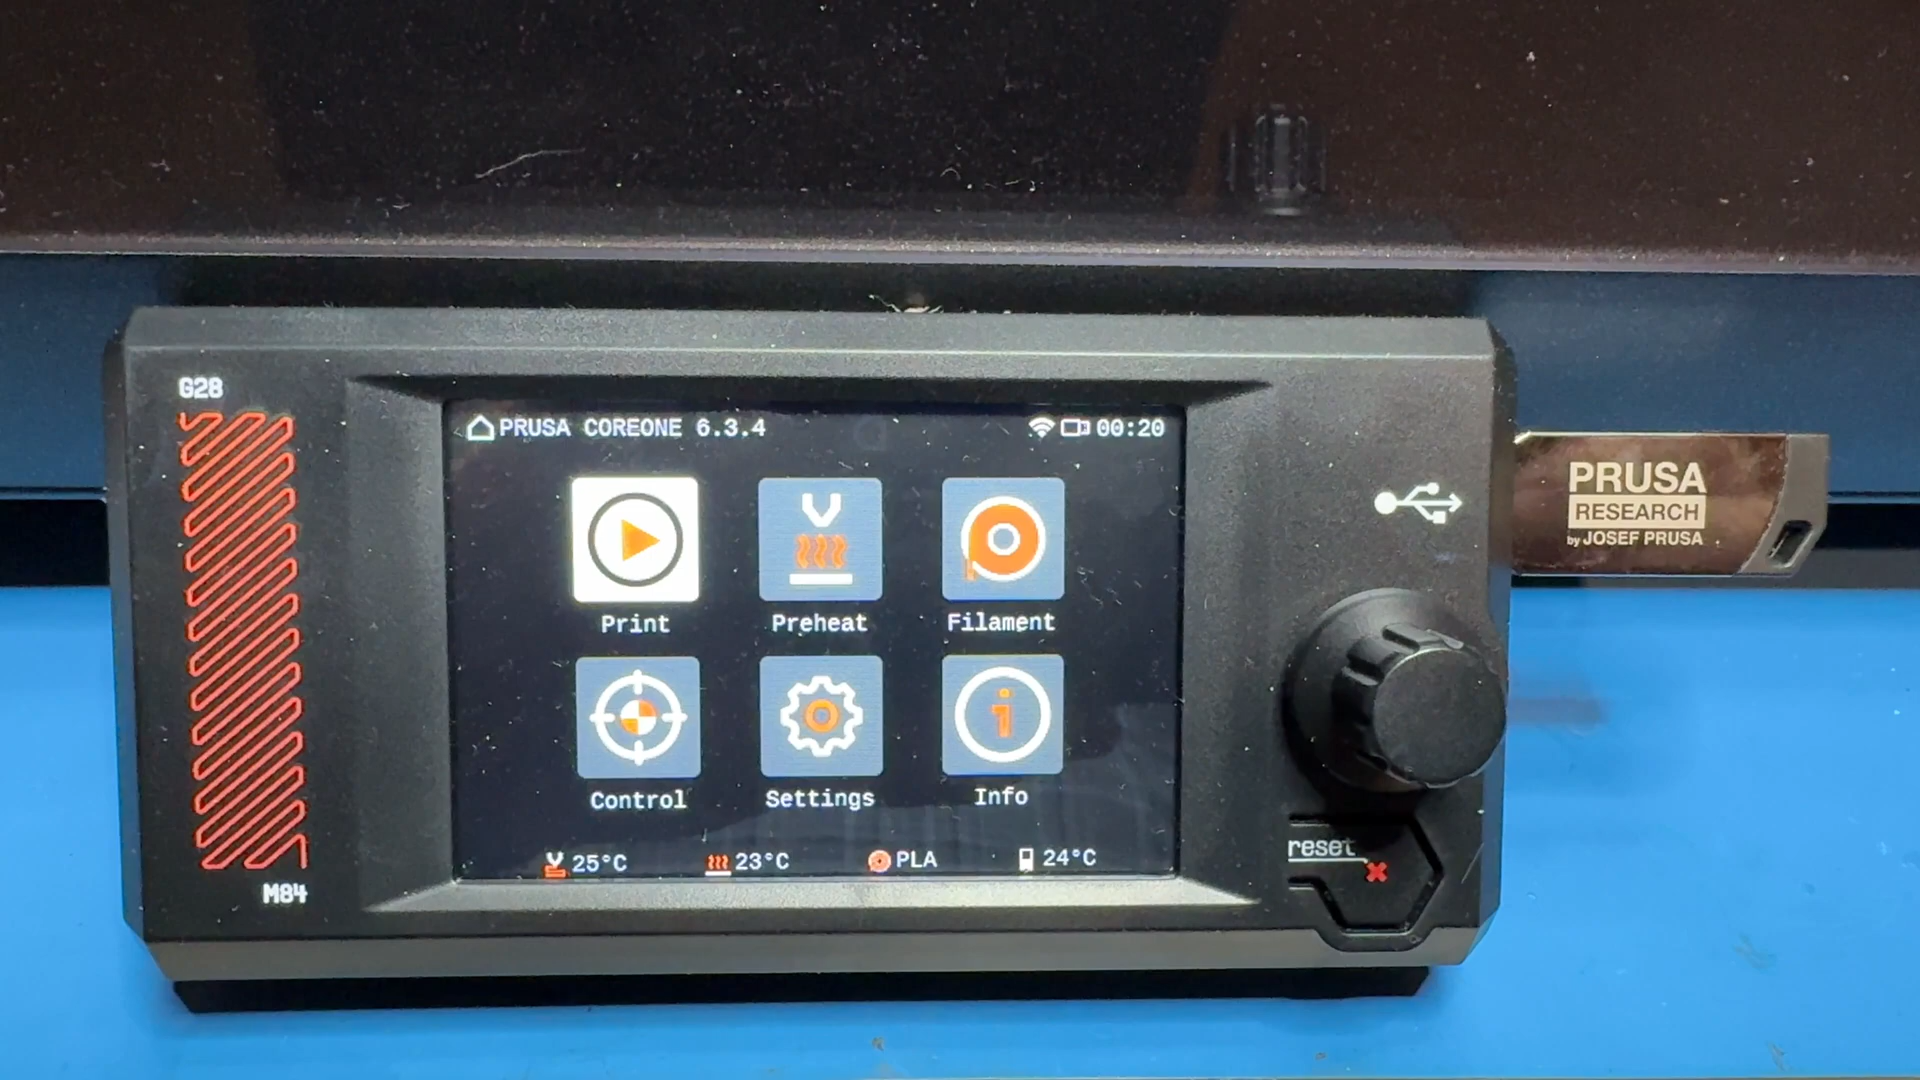 G28
PRUSA COREONE 6.3.4
00:20
Print
Preheat
Filament
Control
Settings
Info
25°C
23°C
PLA
24°C
M84
PRUSA
RESEARCH
by JOSEF PRUSA
reset